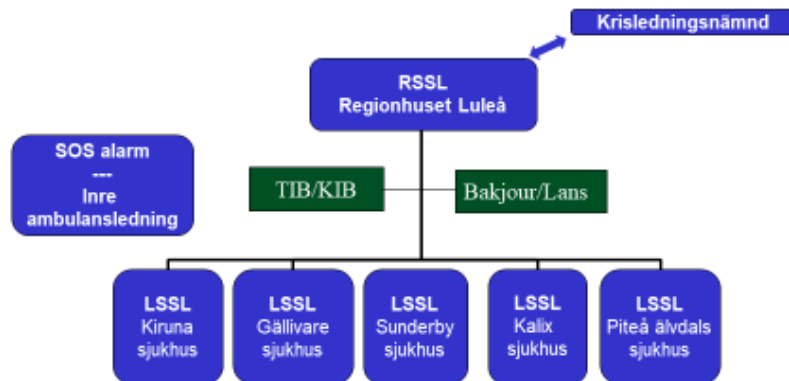 Krisledningsnämnd
RSSL
Regionhuset Luleå
SOS alarm
---
Inre
ambulansledning
TIB/KIB
Bakjour/Lans
LSSL
Kiruna
sjukhus
LSSL
Gällivare
sjukhus
LSSL
Sunderby
sjukhus
LSSL
Kalix
sjukhus
LSSL
Piteå älvdals
sjukhus